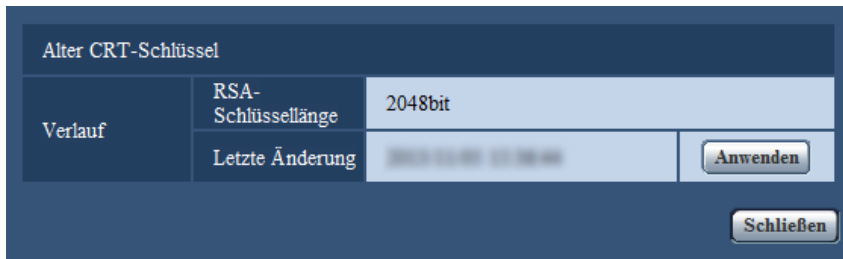 Alter CRT-Schlüssel
Verlauf
RSA-
Schlüssellänge
2048bit
Letzte Änderung
Anwenden
Schließen